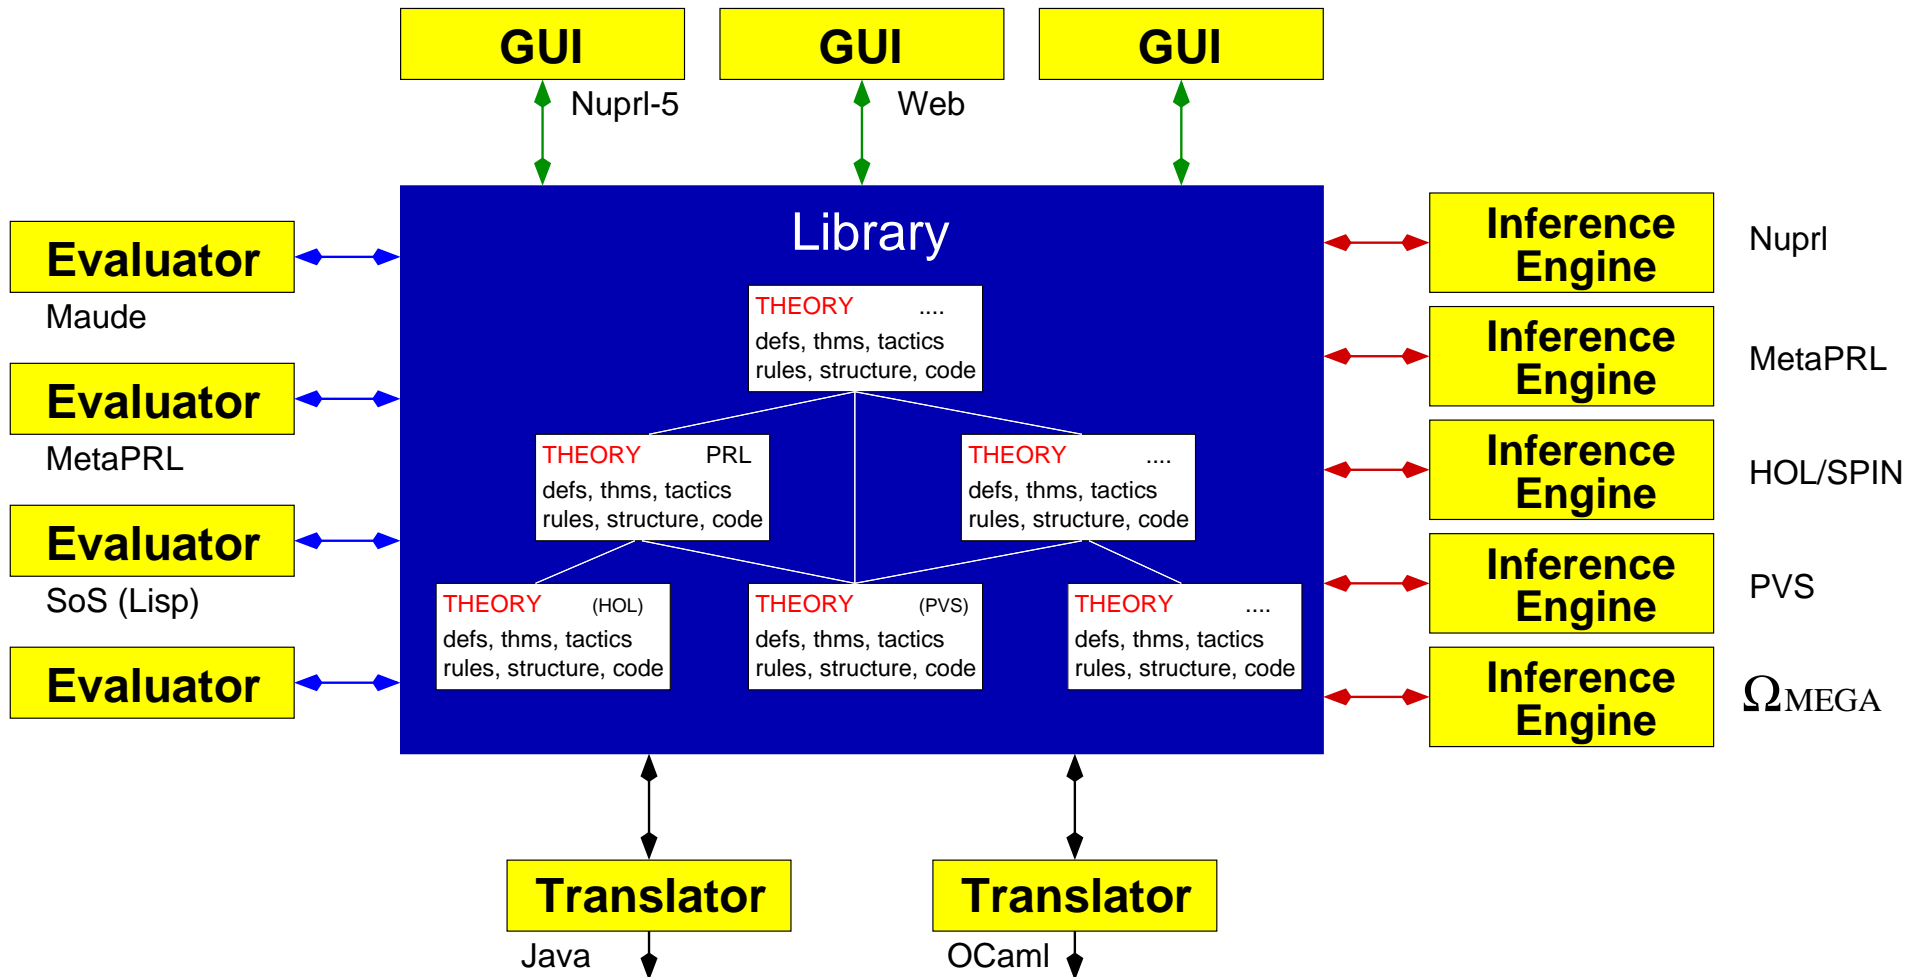 GUI
GUI
GUI
Nuprl-5
Web
Library
Evaluator
Maude
Evaluator
MetaPRL
Evaluator
SoS (Lisp)
Evaluator
THEORY ....
defs, thms, tactics
rules, structure, code
THEORY PRL
defs, thms, tactics
rules, structure, code
THEORY ....
defs, thms, tactics
rules, structure, code
THEORY (HOL)
defs, thms, tactics
rules, structure, code
THEORY (PVS)
defs, thms, tactics
rules, structure, code
THEORY ....
defs, thms, tactics
rules, structure, code
Inference
Engine
Nuprl
Inference
Engine
MetaPRL
Inference
Engine
HOL/SPIN
Inference
Engine
PVS
Inference
Engine
ΩMEGA
Translator
Java
Translator
OCaml